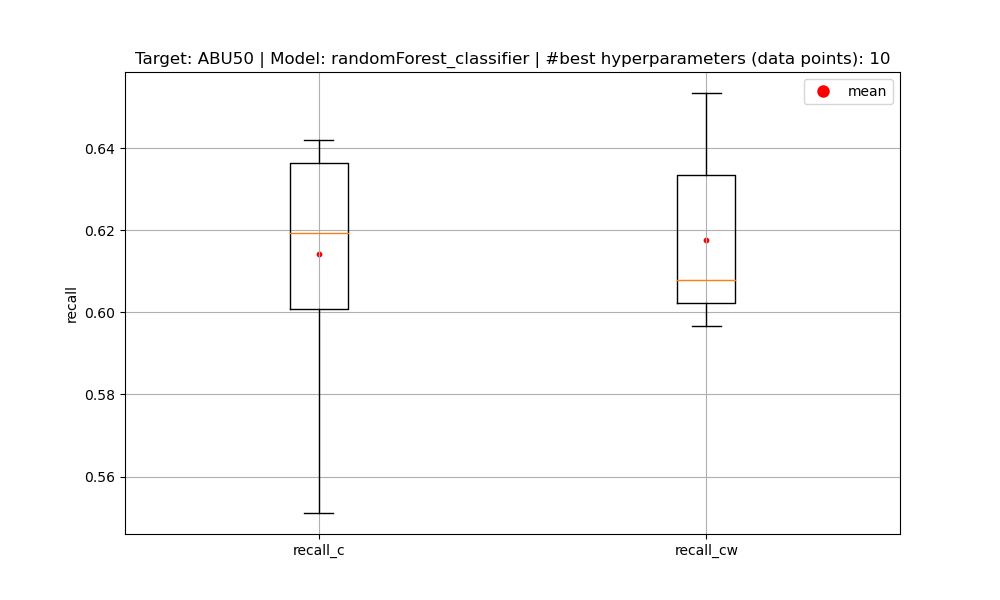 Target: ABU50 | Model: randomForest_classifier | #best hyperparameters (data points): 10
mean
0.64
0.62
0.60
0.58
0.56
recall
recall_c
recall_cw